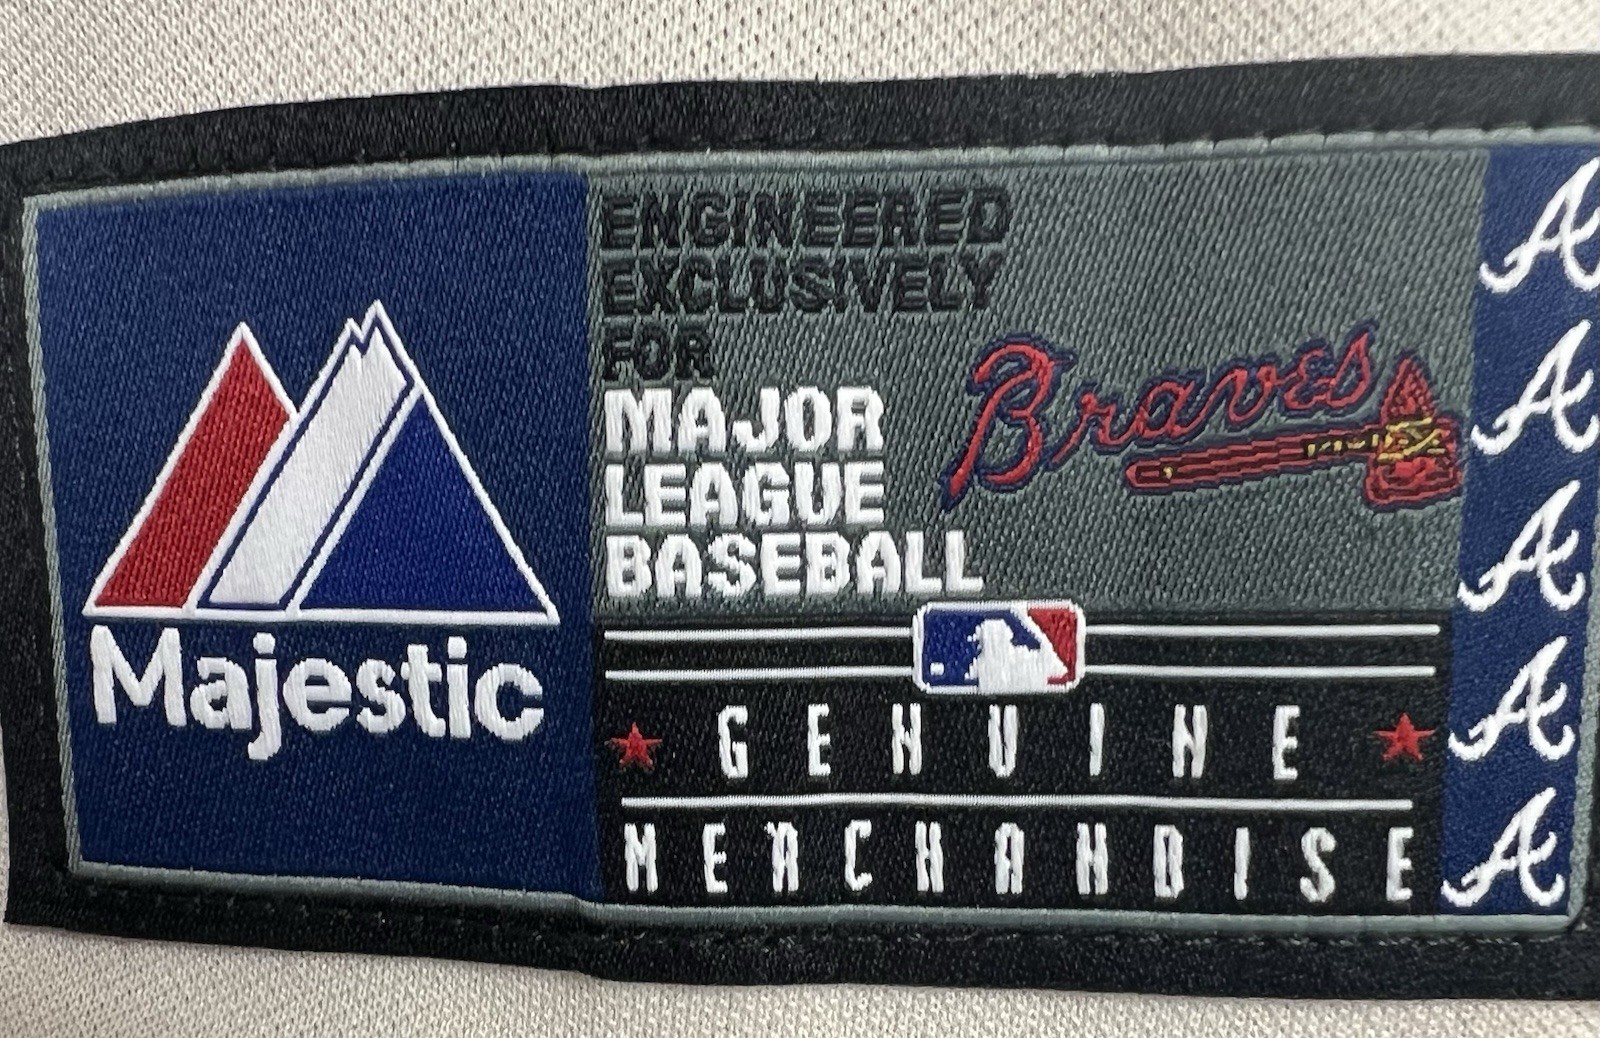 Majestic
ENGINEERED
EXCLUSIVELY
FOR
MAJOR
LEAGUE
BASEBALL
Braves
GENUINE
MERCHANDISE
A
A
A
A
A